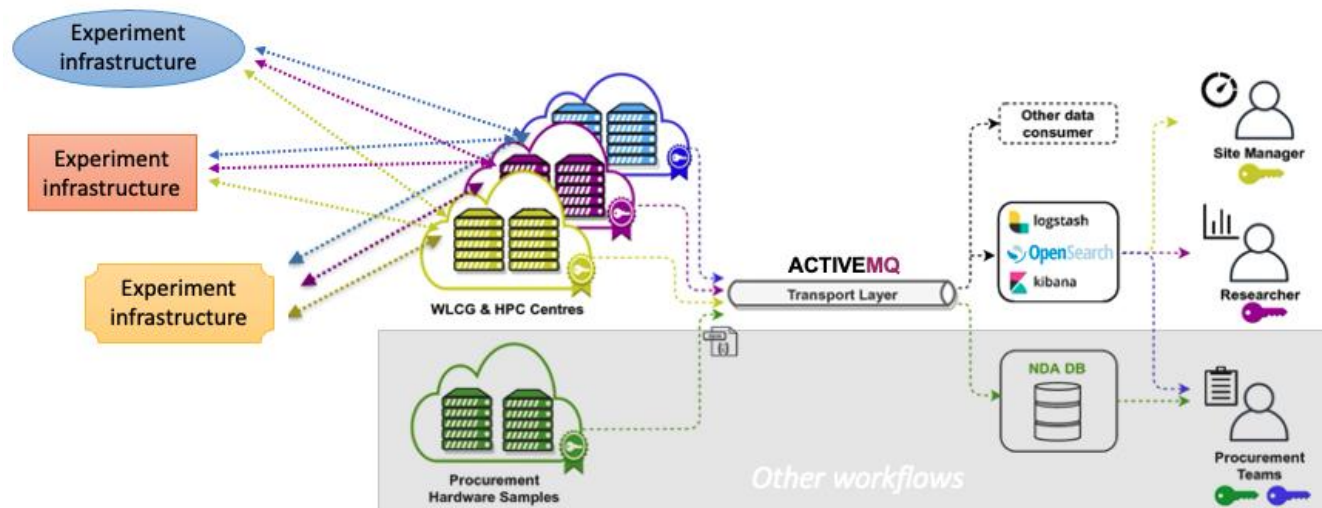 Experiment
infrastructure
Experiment
infrastructure
Experiment
infrastructure
WLCG & HPC Centres
ACTIVEMQ
Transport Layer
Other data
consumer
logstash
OpenSearch
kibana
Site Manager
Researcher
Procurement
Hardware Samples
NDA DB
Procurement
Teams
Other workflows